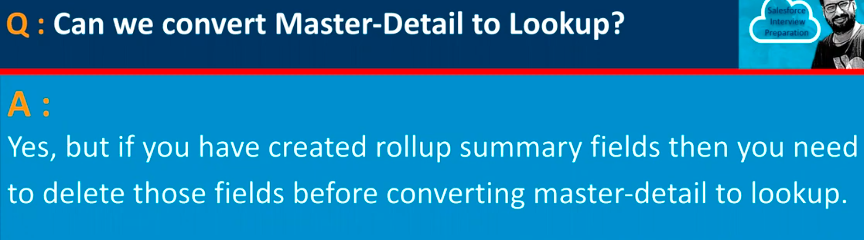 Q : Can we convert Master-Detail to Lookup?
Salesforce
Interview
Preparation
A :
Yes, but if you have created rollup summary fields then you need
to delete those fields before converting master-detail to lookup.